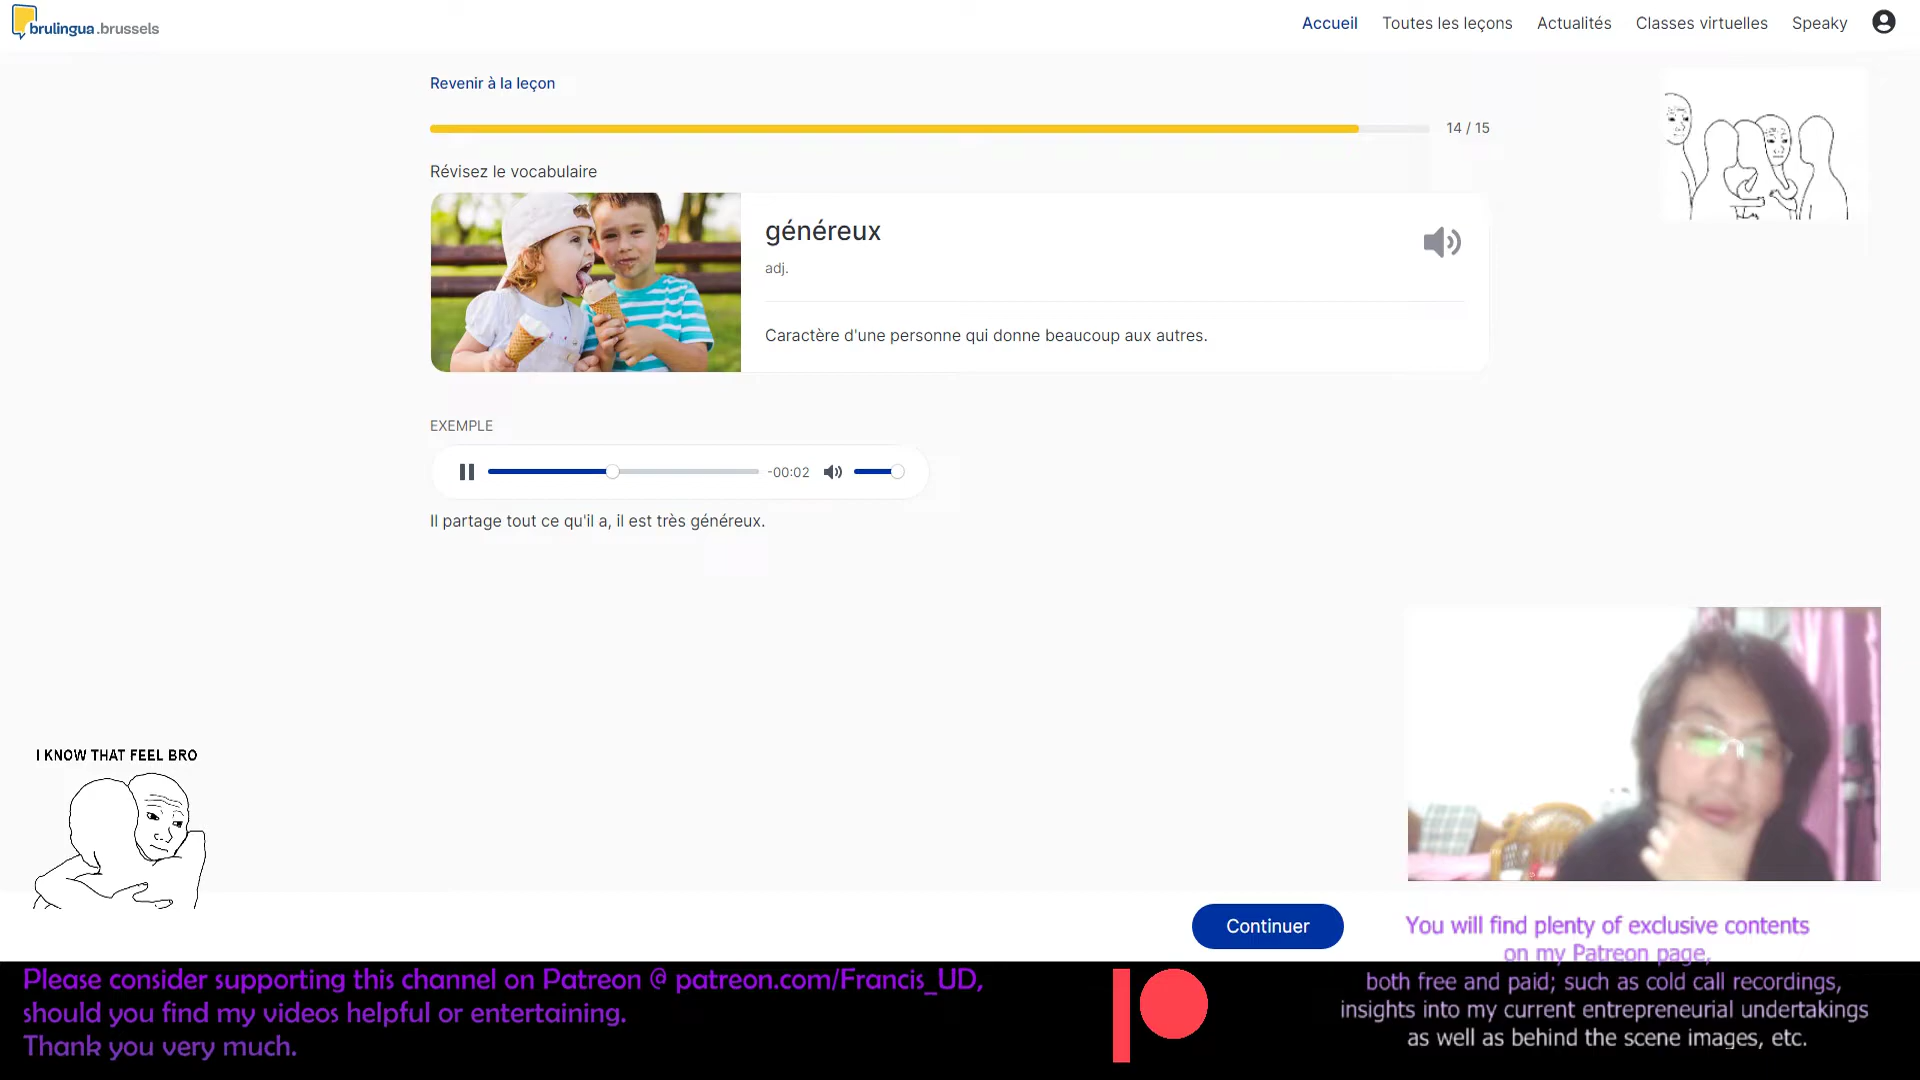 brulingua.brussels
Accueil
Toutes les leçons
Actualités
Classes virtuelles
Speaky
Revenir à la leçon
14 / 15
Révisez le vocabulaire
généreux
adj.
Caractère d'une personne qui donne beaucoup aux autres.
EXEMPLE
-00:02
Il partage tout ce qu'il a, il est très généreux.
I KNOW THAT FEEL BRO
Continuer
You will find plenty of exclusive contents
on my Patreon page,
both free and paid; such as cold call recordings,
insights into my current entrepreneurial undertakings
as well as behind the scene images, etc.
Please consider supporting this channel on Patreon @ patreon.com/Francis_UD,
should you find my videos helpful or entertaining.
Thank you very much.